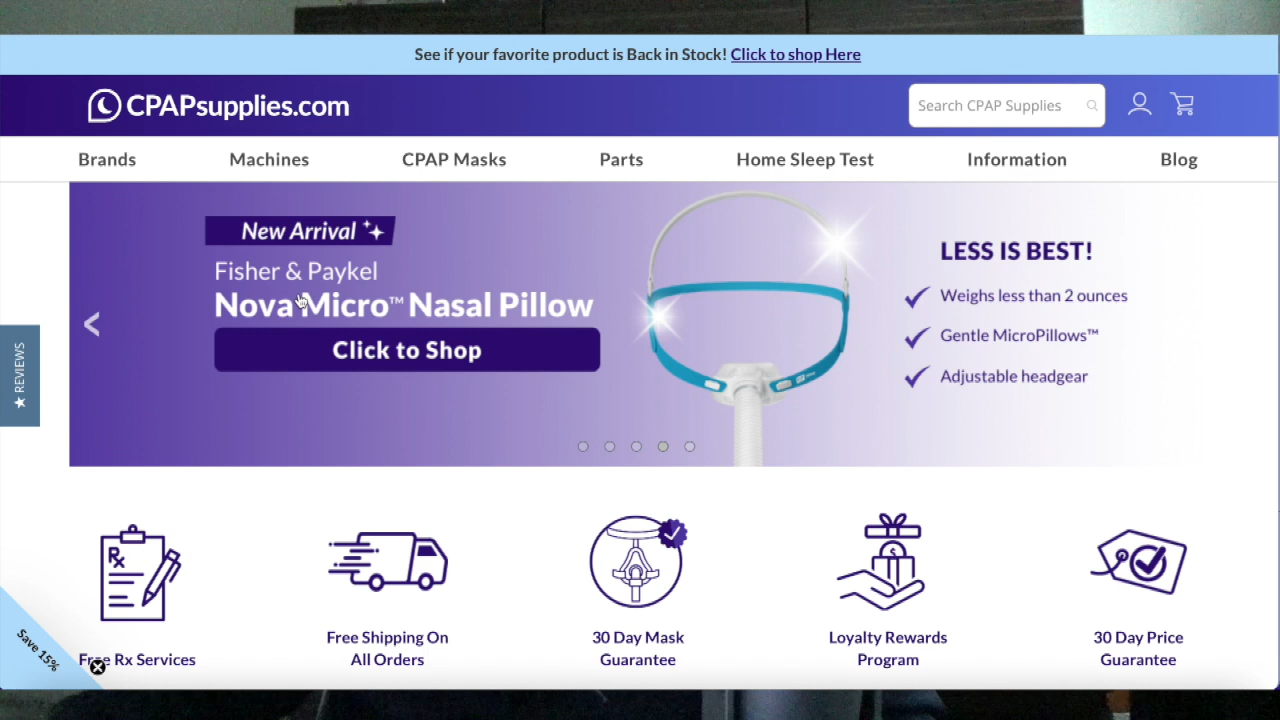 See if your favorite product is Back in Stock! Click to shop Here
CPAPsupplies.com
Search CPAP Supplies
Brands
Machines
CPAP Masks
Parts
Home Sleep Test
Information
Blog
New Arrival
Fisher & Paykel
Nova Micro™ Nasal Pillow
Click to Shop
LESS IS BEST!
Weighs less than 2 ounces
Gentle MicroPillows™
Adjustable headgear
★ REVIEWS
Rx
$
Free Rx Services
Free Shipping On
All Orders
30 Day Mask
Guarantee
Loyalty Rewards
Program
30 Day Price
Guarantee
Save 15%